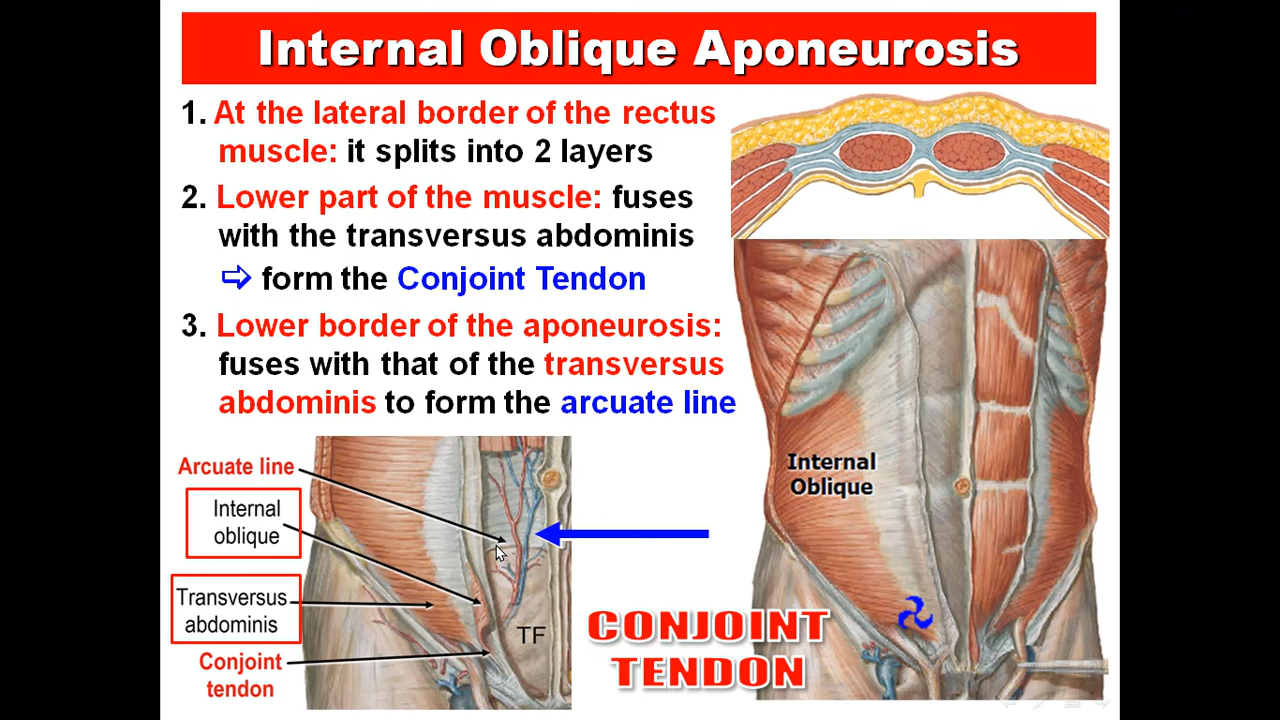 Internal Oblique Aponeurosis
1. At the lateral border of the rectus
muscle: it splits into 2 layers
2. Lower part of the muscle: fuses
with the transversus abdominis
⇨ form the Conjoint Tendon
3. Lower border of the aponeurosis:
fuses with that of the transversus
abdominis to form the arcuate line
Arcuate line
Internal
oblique
Transversus
abdominis
Conjoint
tendon
TF
Internal
Oblique
CONJOINT
TENDON